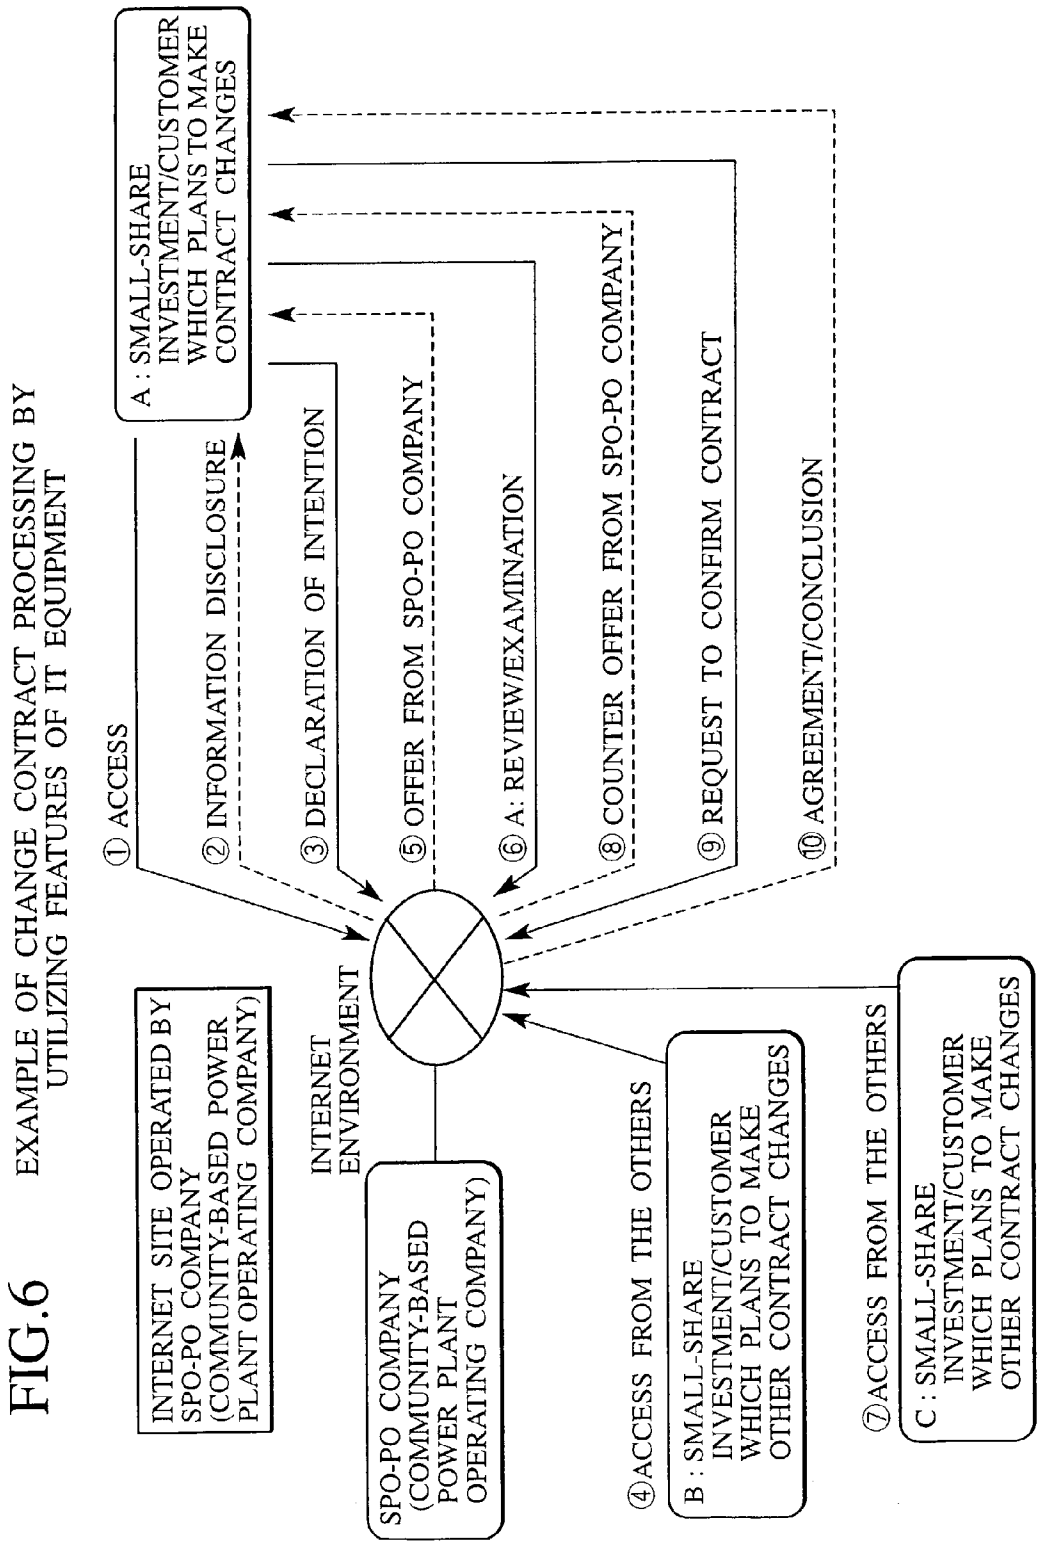 FIG.6
EXAMPLE OF CHANGE CONTRACT PROCESSING BY
UTILIZING FEATURES OF IT EQUIPMENT
INTERNET SITE OPERATED BY
SPO-PO COMPANY
(COMMUNITY-BASED POWER
PLANT OPERATING COMPANY)
① ACCESS
A : SMALL-SHARE
INVESTMENT/CUSTOMER
WHICH PLANS TO MAKE
CONTRACT CHANGES
② INFORMATION DISCLOSURE
③ DECLARATION OF INTENTION
INTERNET
ENVIRONMENT
SPO-PO COMPANY
(COMMUNITY-BASED
POWER PLANT
OPERATING COMPANY)
⑤ OFFER FROM SPO-PO COMPANY
⑥ A: REVIEW/EXAMINATION
⑧ COUNTER OFFER FROM SPO-PO COMPANY
④ ACCESS FROM THE OTHERS
B : SMALL-SHARE
INVESTMENT/CUSTOMER
WHICH PLANS TO MAKE
OTHER CONTRACT CHANGES
⑨ REQUEST TO CONFIRM CONTRACT
⑩ AGREEMENT/CONCLUSION
⑦ ACCESS FROM THE OTHERS
C : SMALL-SHARE
INVESTMENT/CUSTOMER
WHICH PLANS TO MAKE
OTHER CONTRACT CHANGES